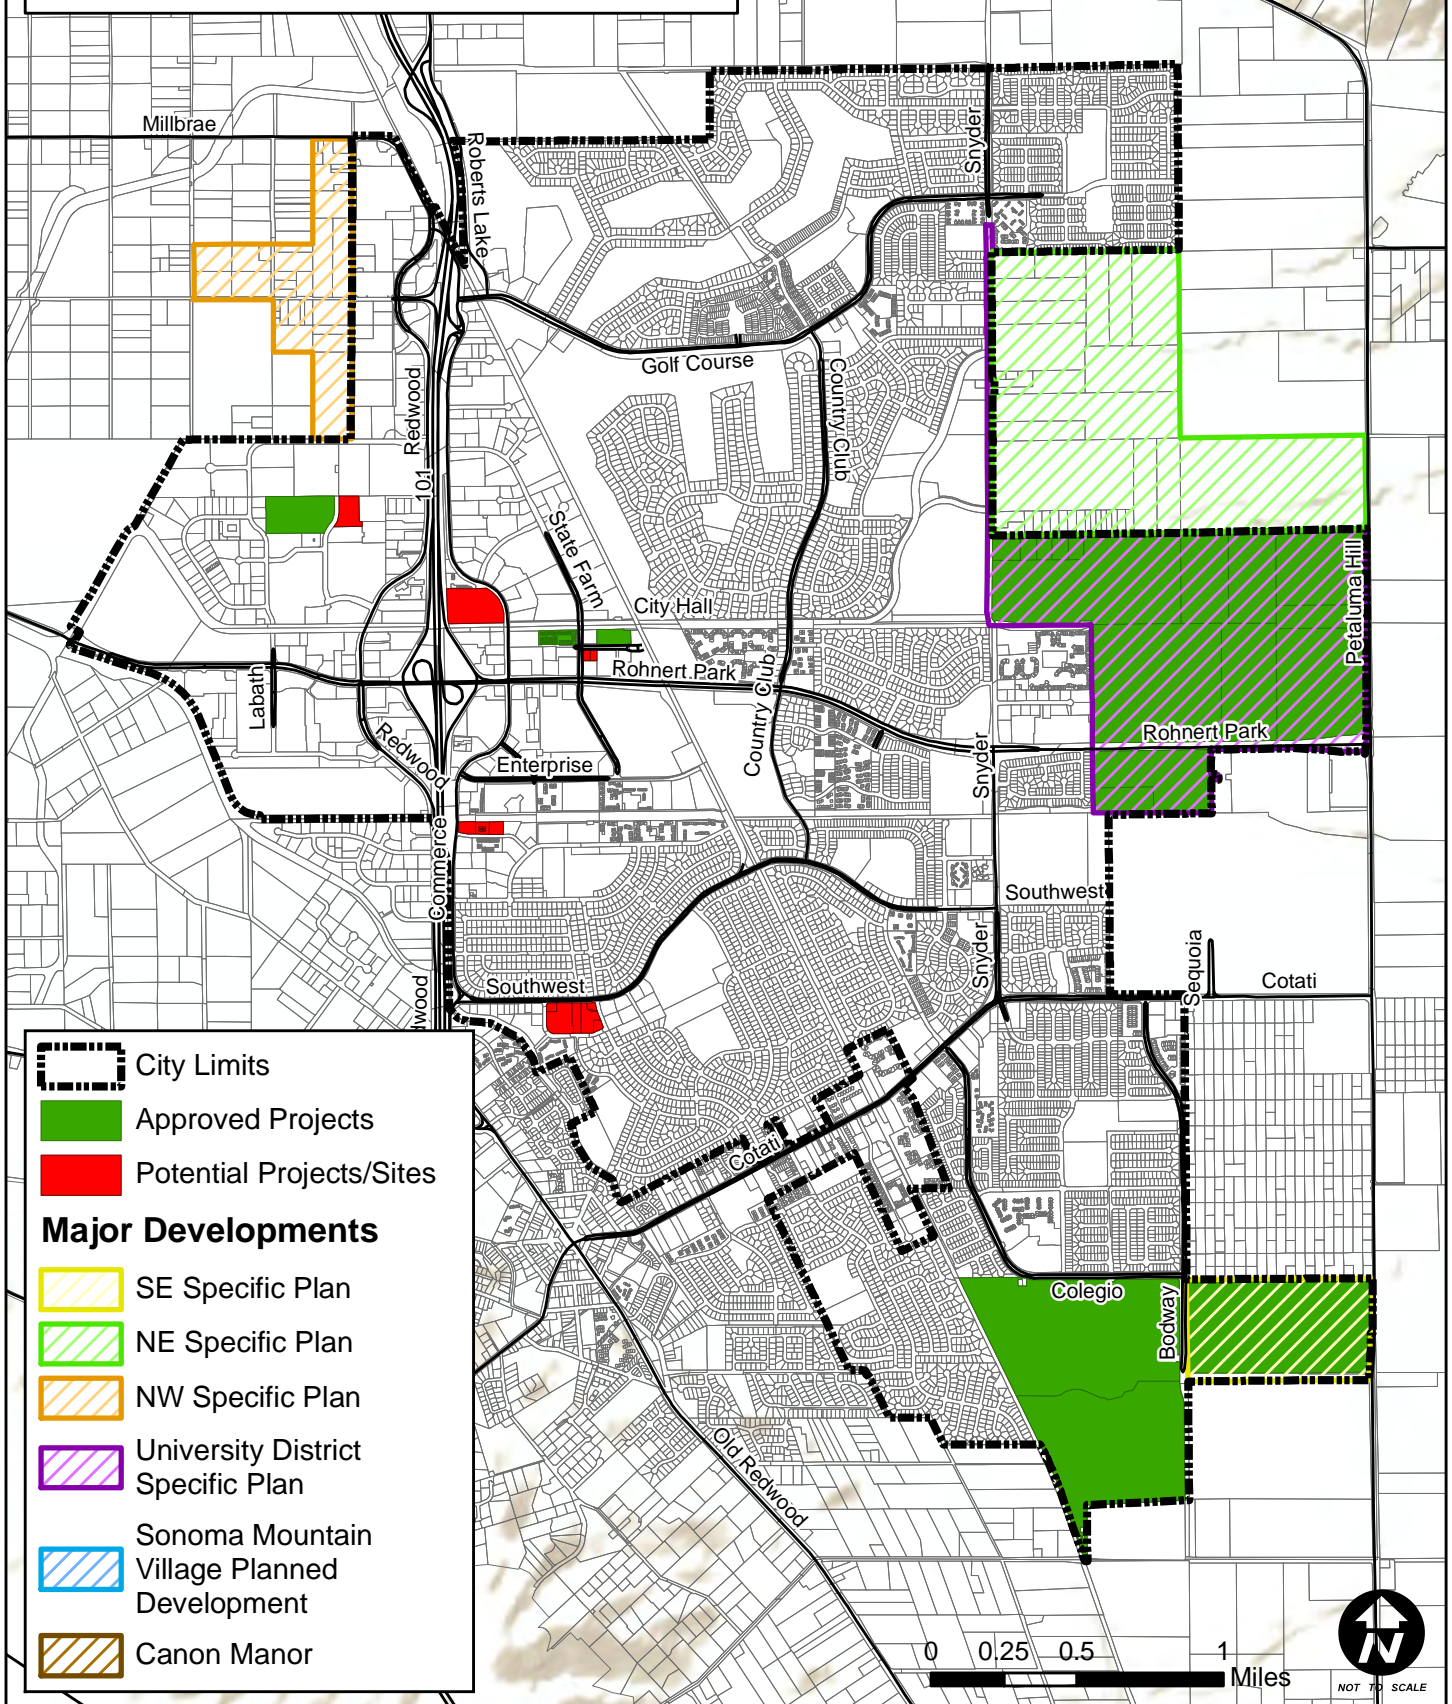 Millbrae
Roberts Lake
Snyder
Golf Course
Country Club
Redwood
101
State Farm
City Hall
Petaluma Hill
Labath
Rohnert Park
Country Club
Rohnert Park
Redwood
Enterprise
Snyder
Commerce
Southwest
Snyder
Sequoia
Cotati
Southwest
dwood
Cotati
Colegio
Bodway
Old Redwood
City Limits
Approved Projects
Potential Projects/Sites
Major Developments
SE Specific Plan
NE Specific Plan
NW Specific Plan
University District
Specific Plan
Sonoma Mountain
Village Planned
Development
Canon Manor
0 0.25 0.5 1
Miles
N
NOT TO SCALE